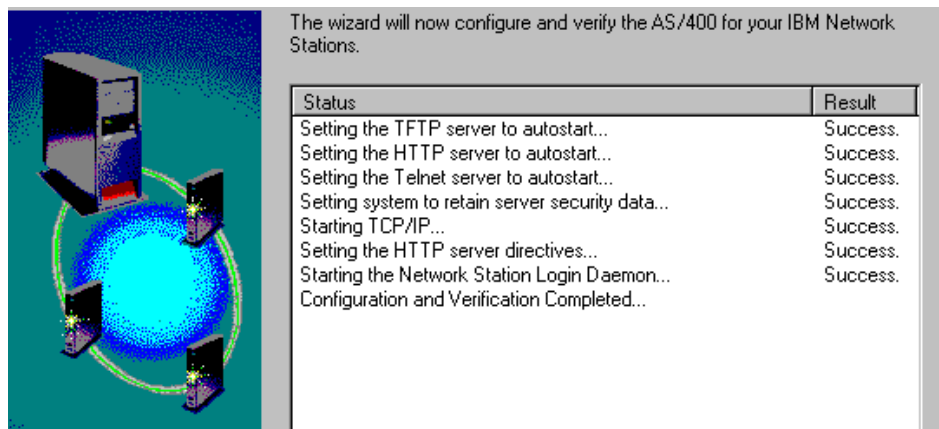 The wizard will now configure and verify the AS/400 for your IBM Network
Stations.
Status Result
Setting the TFTP server to autostart... Success.
Setting the HTTP server to autostart... Success.
Setting the Telnet server to autostart... Success.
Setting system to retain server security data... Success.
Starting TCP/IP... Success.
Setting the HTTP server directives... Success.
Starting the Network Station Login Daemon... Success.
Configuration and Verification Completed...